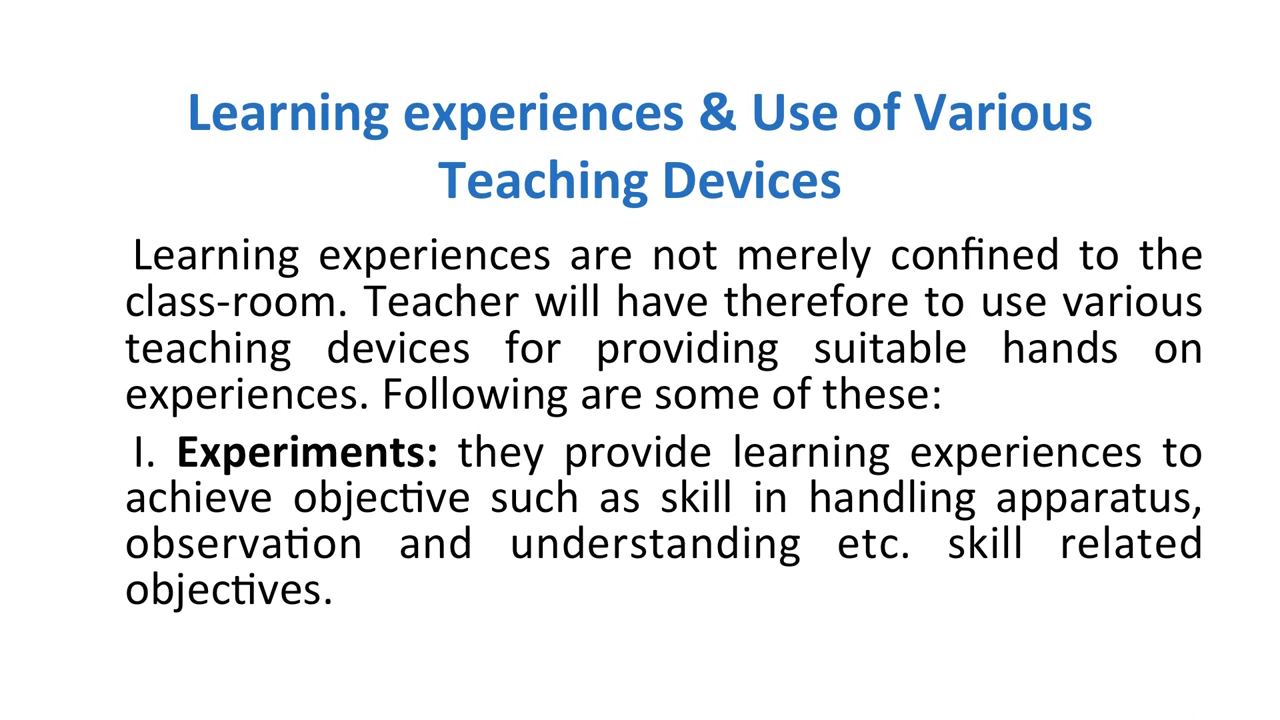 Learning experiences & Use of Various
Teaching Devices
Learning experiences are not merely confined to the
class-room. Teacher will have therefore to use various
teaching devices for providing suitable hands on
experiences. Following are some of these:
I. Experiments: they provide learning experiences to
achieve objective such as skill in handling apparatus,
observation and understanding etc. skill related
objectives.